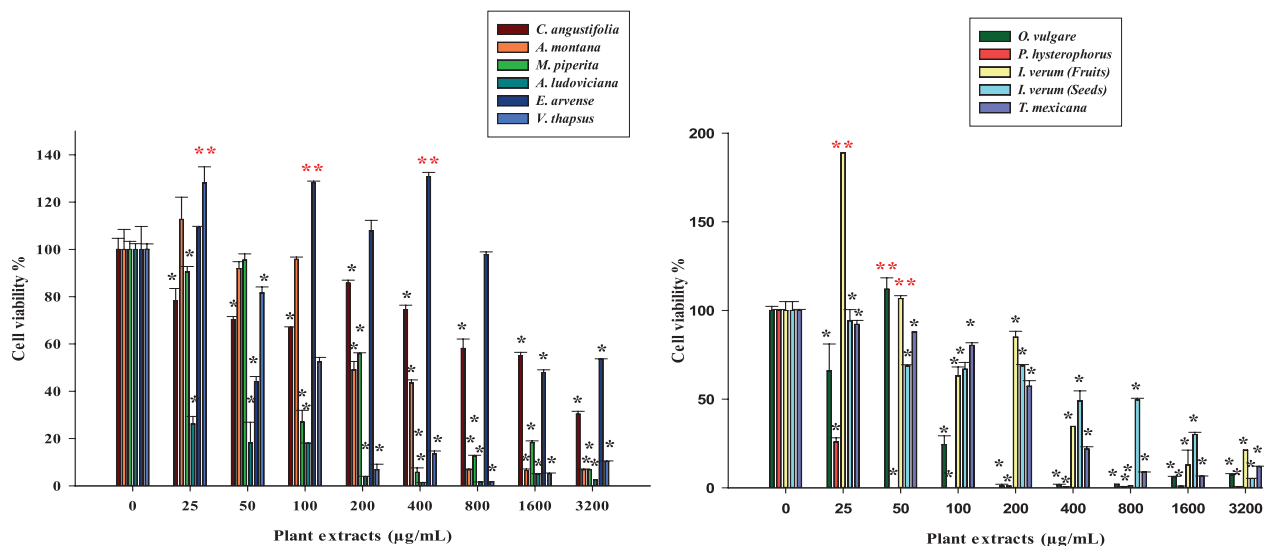 C. angustifolia
A. montana
M. piperita
A. ludoviciana
E. arvense
V. thapsus
Cell viability %
140
120
100
80
60
40
20
0
** ** **
* * * * * * * * * * * * * * * * * * * * * * * * * * * * * * * * * *
0 25 50 100 200 400 800 1600 3200
Plant extracts (µg/mL)
O. vulgare
P. hysterophorus
I. verum (Fruits)
I. verum (Seeds)
T. mexicana
Cell viability %
200
150
100
50
0
** ** **
0 25 50 100 200 400 800 1600 3200
Plant extracts (µg/mL)